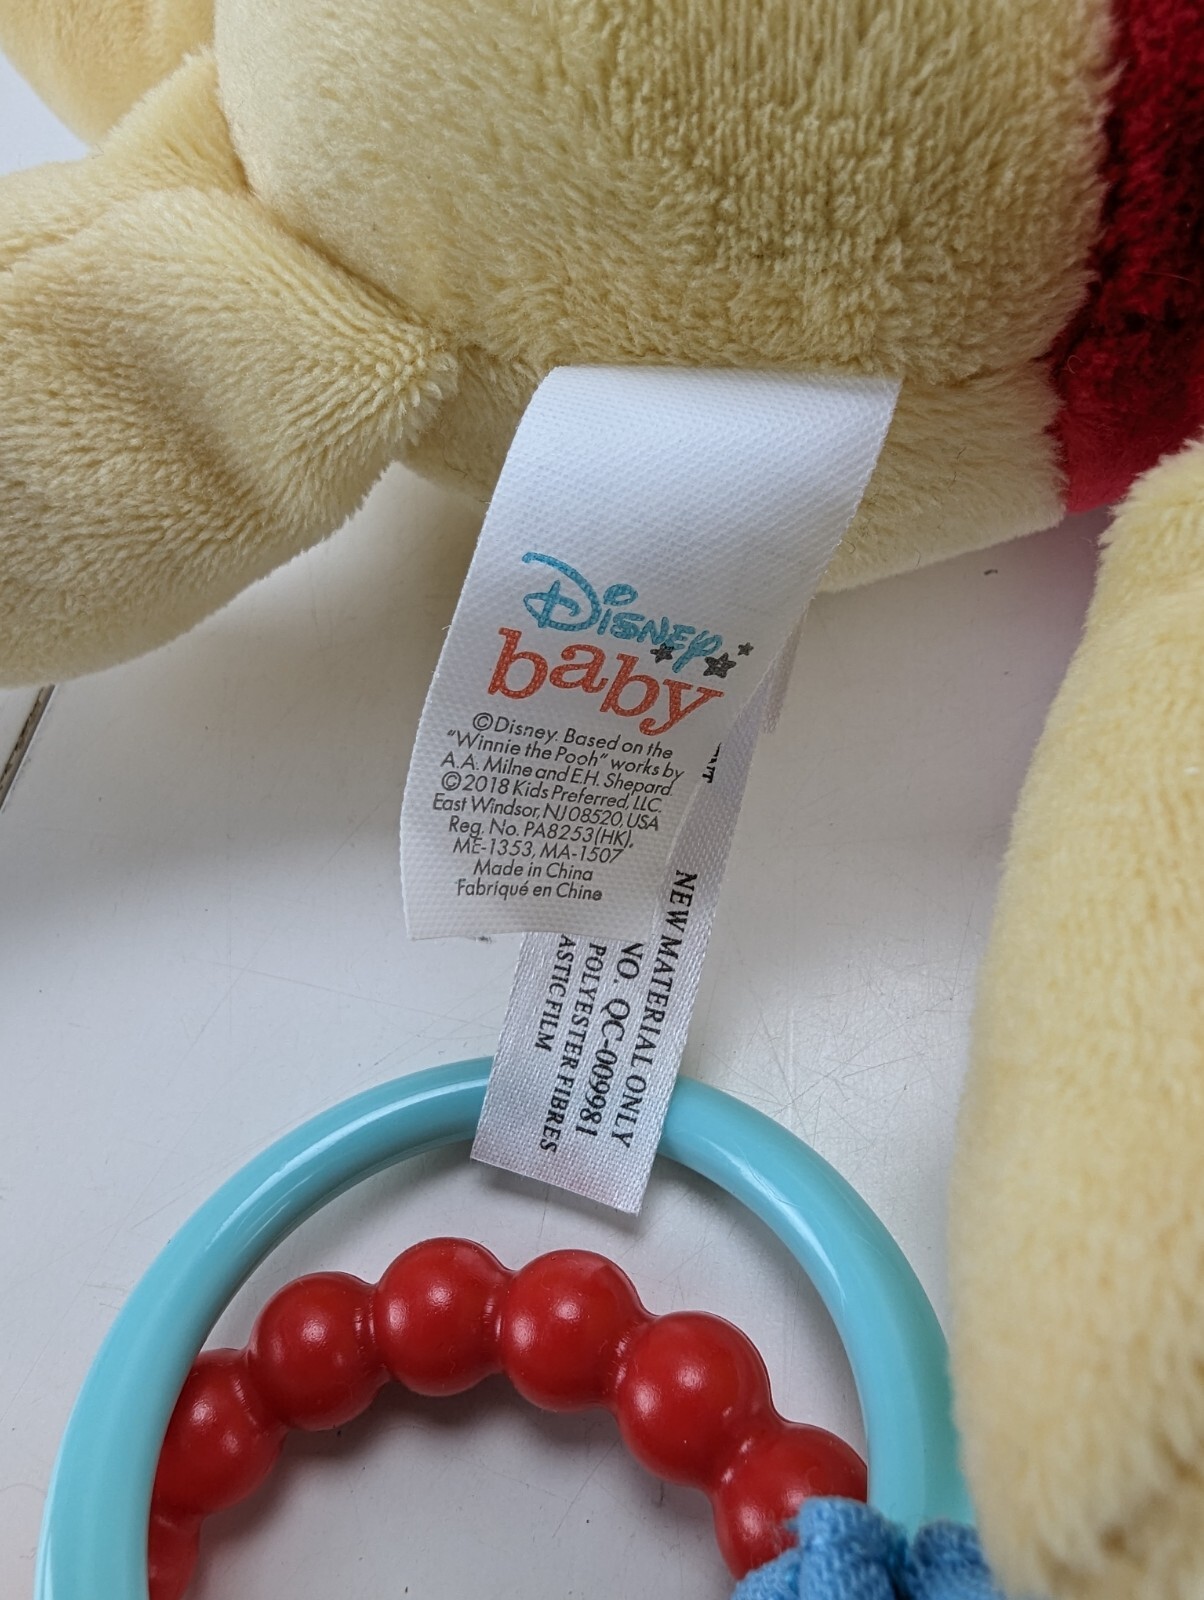 Disney
baby
©Disney. Based on the
"Winnie the Pooh" works by
A.A. Milne and E.H. Shepard
©2018 Kids Preferred, LLC.
East Windsor, NJ 08520, USA
Reg. No. PA8253(HK),
ME-1353, MA-1507
Made in China
Fabriqué en Chine
NEW MATERIAL ONLY
NO. QC-009981
POLYESTER FIBRES
ASTIC FILM